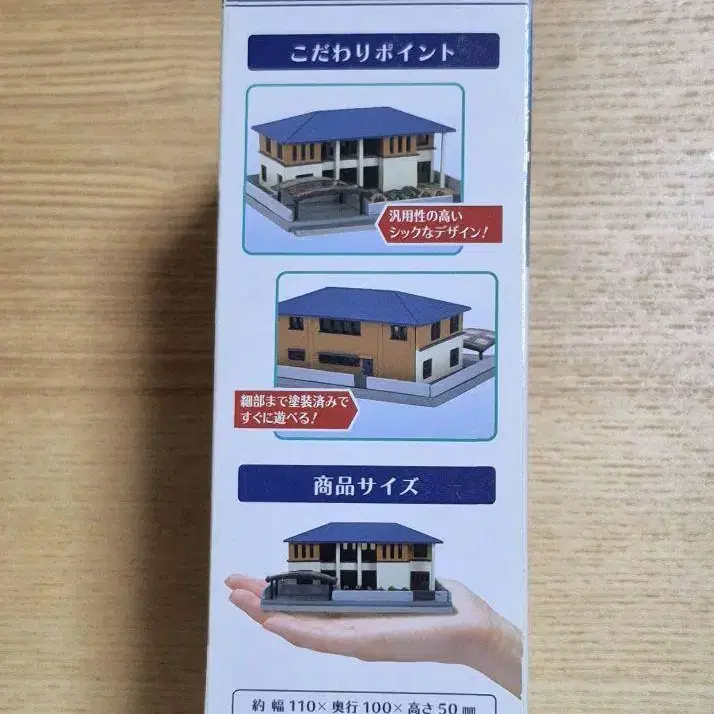 こだわりポイント
汎用性の高い
シックなデザイン！
細部まで塗装済みで
すぐに遊べる！
商品サイズ
約 幅110×奥行100×高さ50㎜